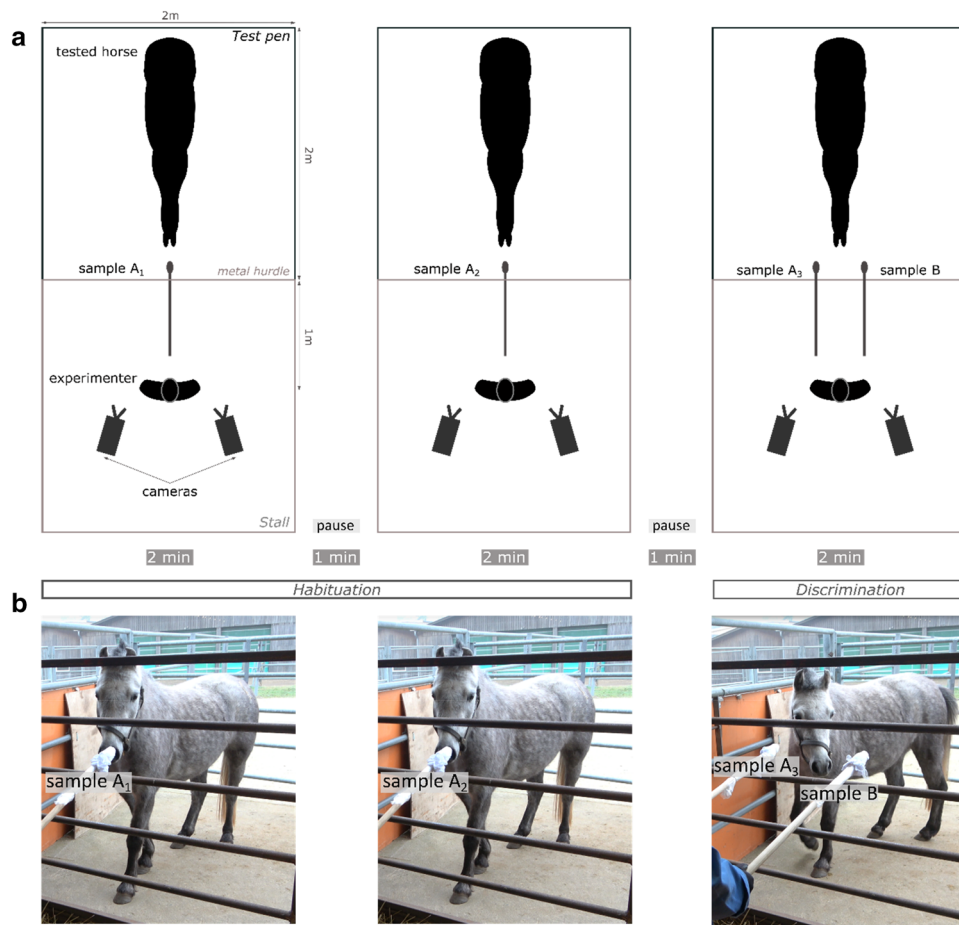 2m
a
Test pen
tested horse
2m
sample A₁
metal hurdle
sample A₂
sample A₃
sample B
1m
experimenter
cameras
Stall
pause
pause
2 min
1 min
2 min
1 min
2 min
Habituation
Discrimination
b
sample A₁
sample A₂
sample A₃
sample B